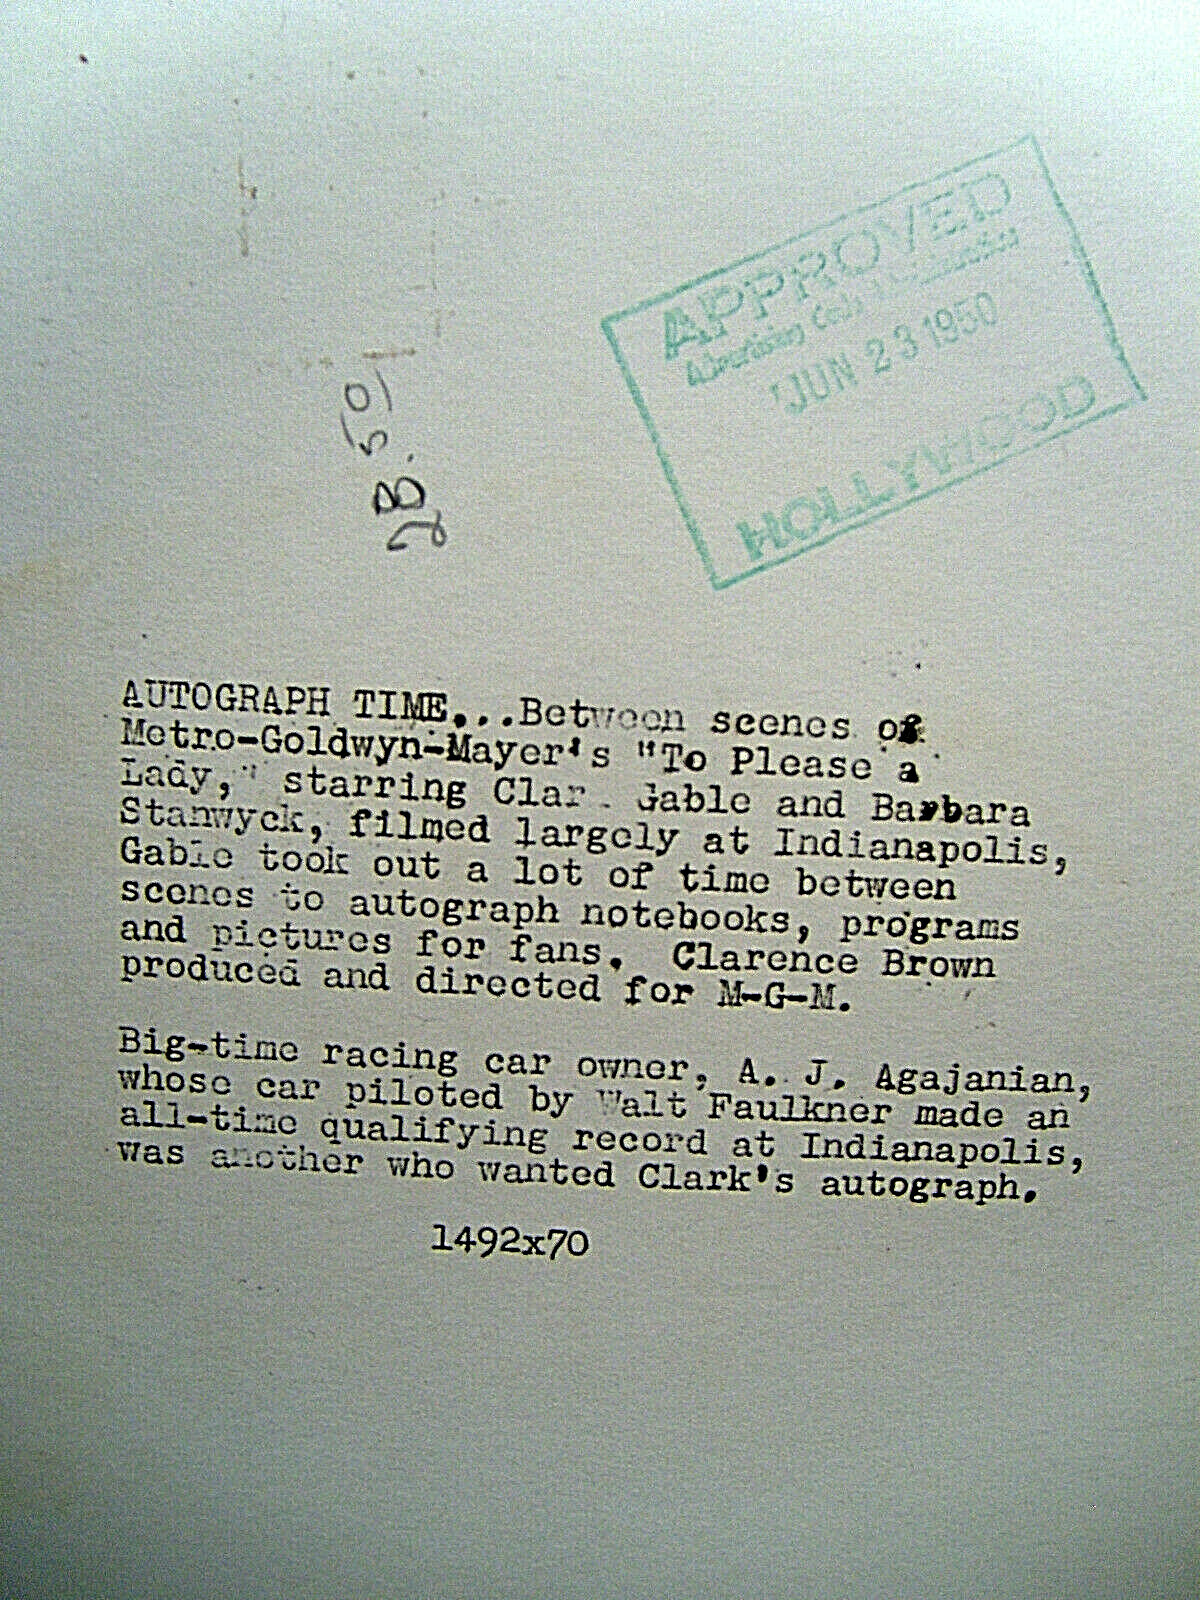 APPROVED
Advertising Code
JUN 23 1950
HOLLYWOOD
AUTOGRAPH TIME...Between scenes of
Metro-Goldwyn-Mayer's "To Please a
Lady," starring Clar Gable and Barbara
Stanwyck, filmed largely at Indianapolis,
Gable took out a lot of time between
scenes to autograph notebooks, programs
and pictures for fans. Clarence Brown
produced and directed for M-G-M.
Big-time racing car owner, A. J. Agajanian,
whose car piloted by Walt Faulkner made an
all-time qualifying record at Indianapolis,
was another who wanted Clark's autograph.
1492x70